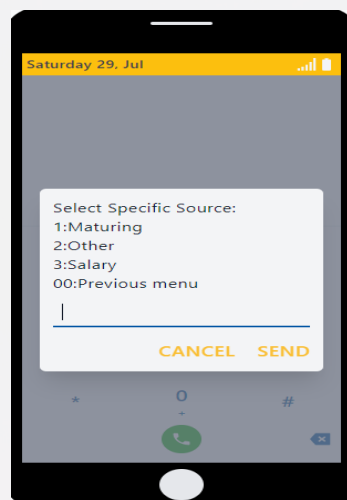 Saturday 29, Jul
Select Specific Source:
1:Maturing
2:Other
3:Salary
00:Previous menu
CANCEL SEND
* 0 #
+